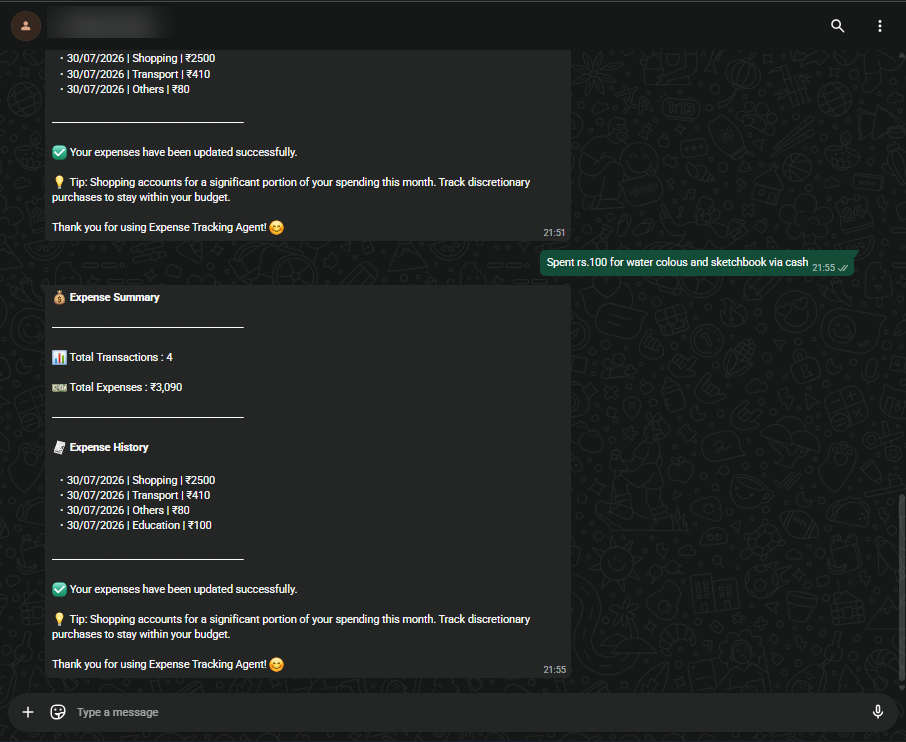 · 30/07/2026 | Shopping | ₹2500
· 30/07/2026 | Transport | ₹410
· 30/07/2026 | Others | ₹80
Your expenses have been updated successfully.
Tip: Shopping accounts for a significant portion of your spending this month. Track discretionary
purchases to stay within your budget.
Thank you for using Expense Tracking Agent!
21:51
Spent rs.100 for water colous and sketchbook via cash
21:55
Expense Summary
Total Transactions : 4
Total Expenses : ₹3,090
Expense History
· 30/07/2026 | Shopping | ₹2500
· 30/07/2026 | Transport | ₹410
· 30/07/2026 | Others | ₹80
· 30/07/2026 | Education | ₹100
Your expenses have been updated successfully.
Tip: Shopping accounts for a significant portion of your spending this month. Track discretionary
purchases to stay within your budget.
Thank you for using Expense Tracking Agent!
21:55
Type a message